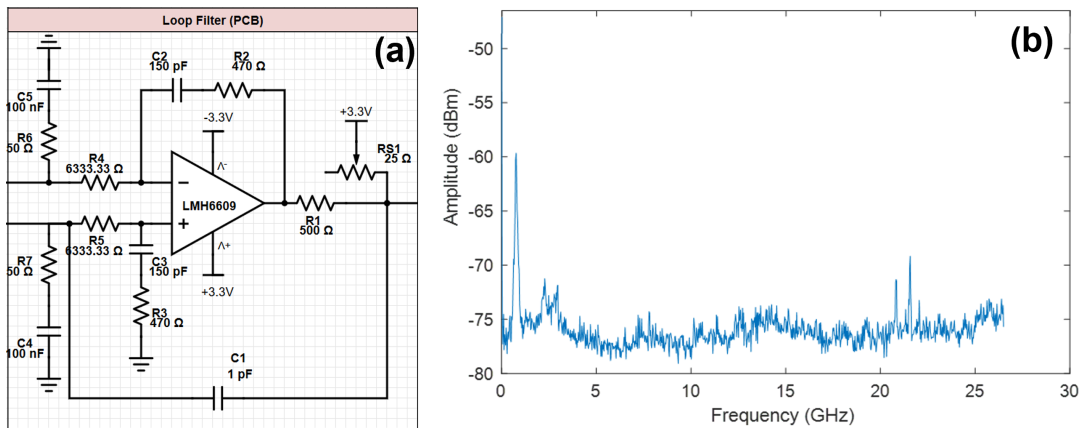 Loop Filter (PCB)
(a)
C2
150 pF
R2
470 Ω
C5
100 nF
R6
50 Ω
-3.3V
+3.3V
RS1
25 Ω
R4
6333.33 Ω
V-
−
LMH6609
+
R1
500 Ω
R5
6333.33 Ω
V+
R7
50 Ω
C3
150 pF
+3.3V
R3
470 Ω
C4
100 nF
C1
1 pF
(b)
Amplitude (dBm)
-50
-55
-60
-65
-70
-75
-80
0
5
10
15
20
25
30
Frequency (GHz)